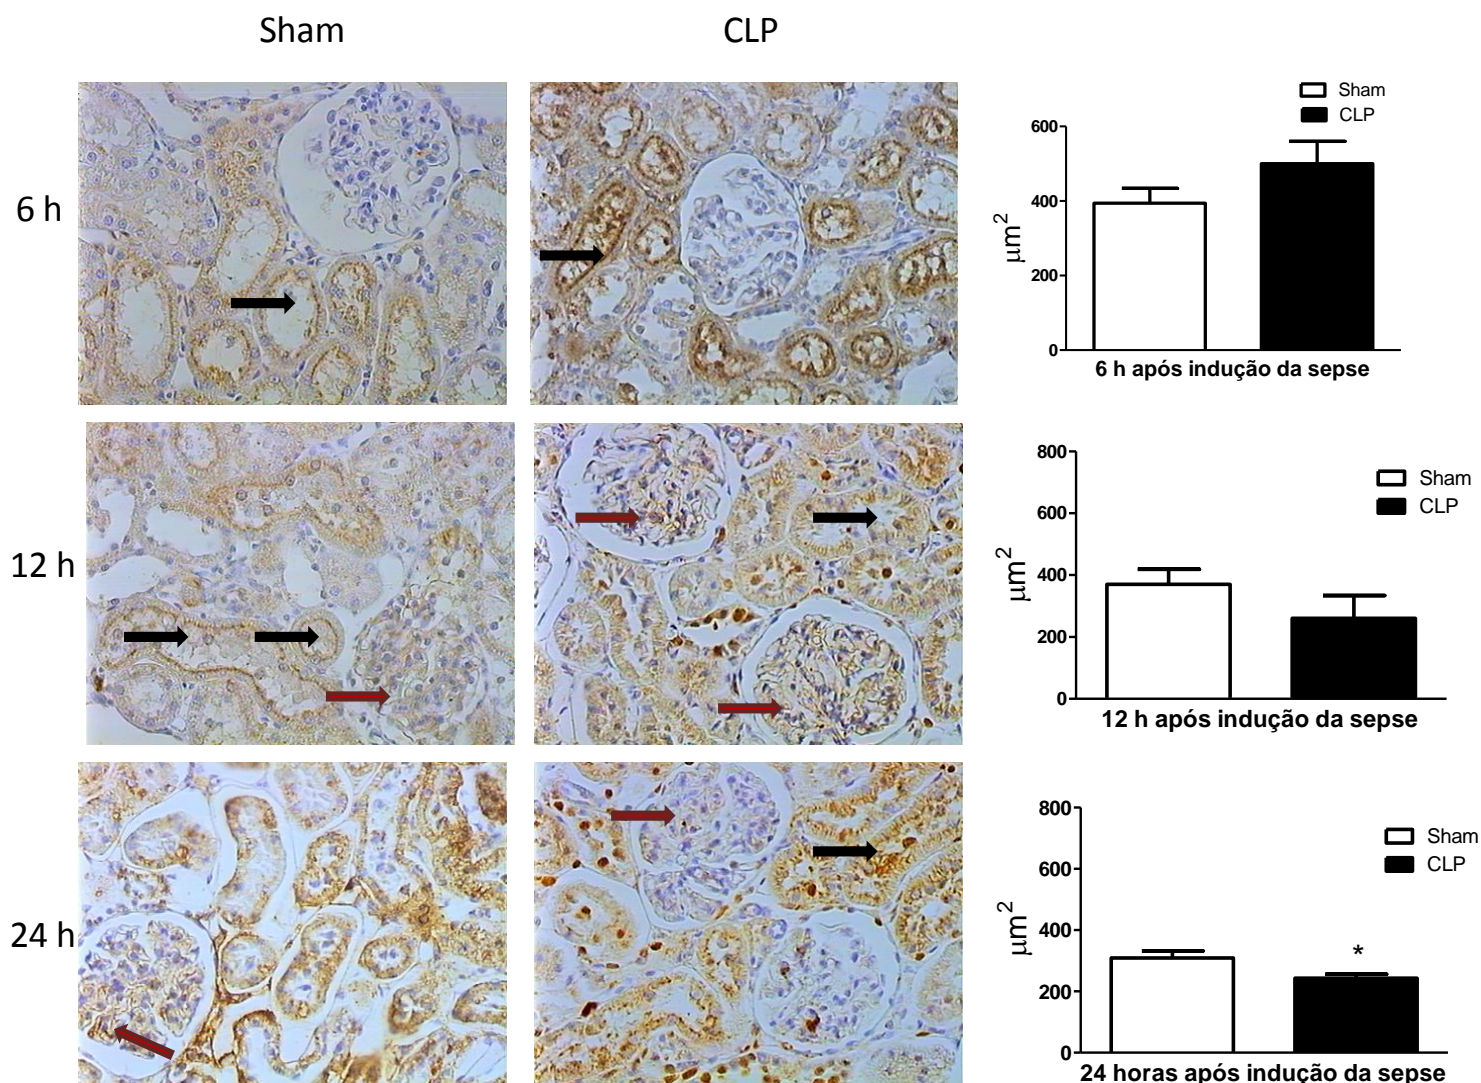 Sham
CLP
6 h
Sham
CLP
600
400
200
0
μm²
6 h após indução da sepse
12 h
800
600
400
200
0
μm²
Sham
CLP
12 h após indução da sepse
24 h
800
600
400
200
0
μm²
Sham
CLP
*
24 horas após indução da sepse